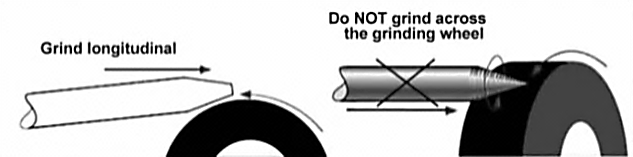 Grind longitudinal
Do NOT grind across
the grinding wheel